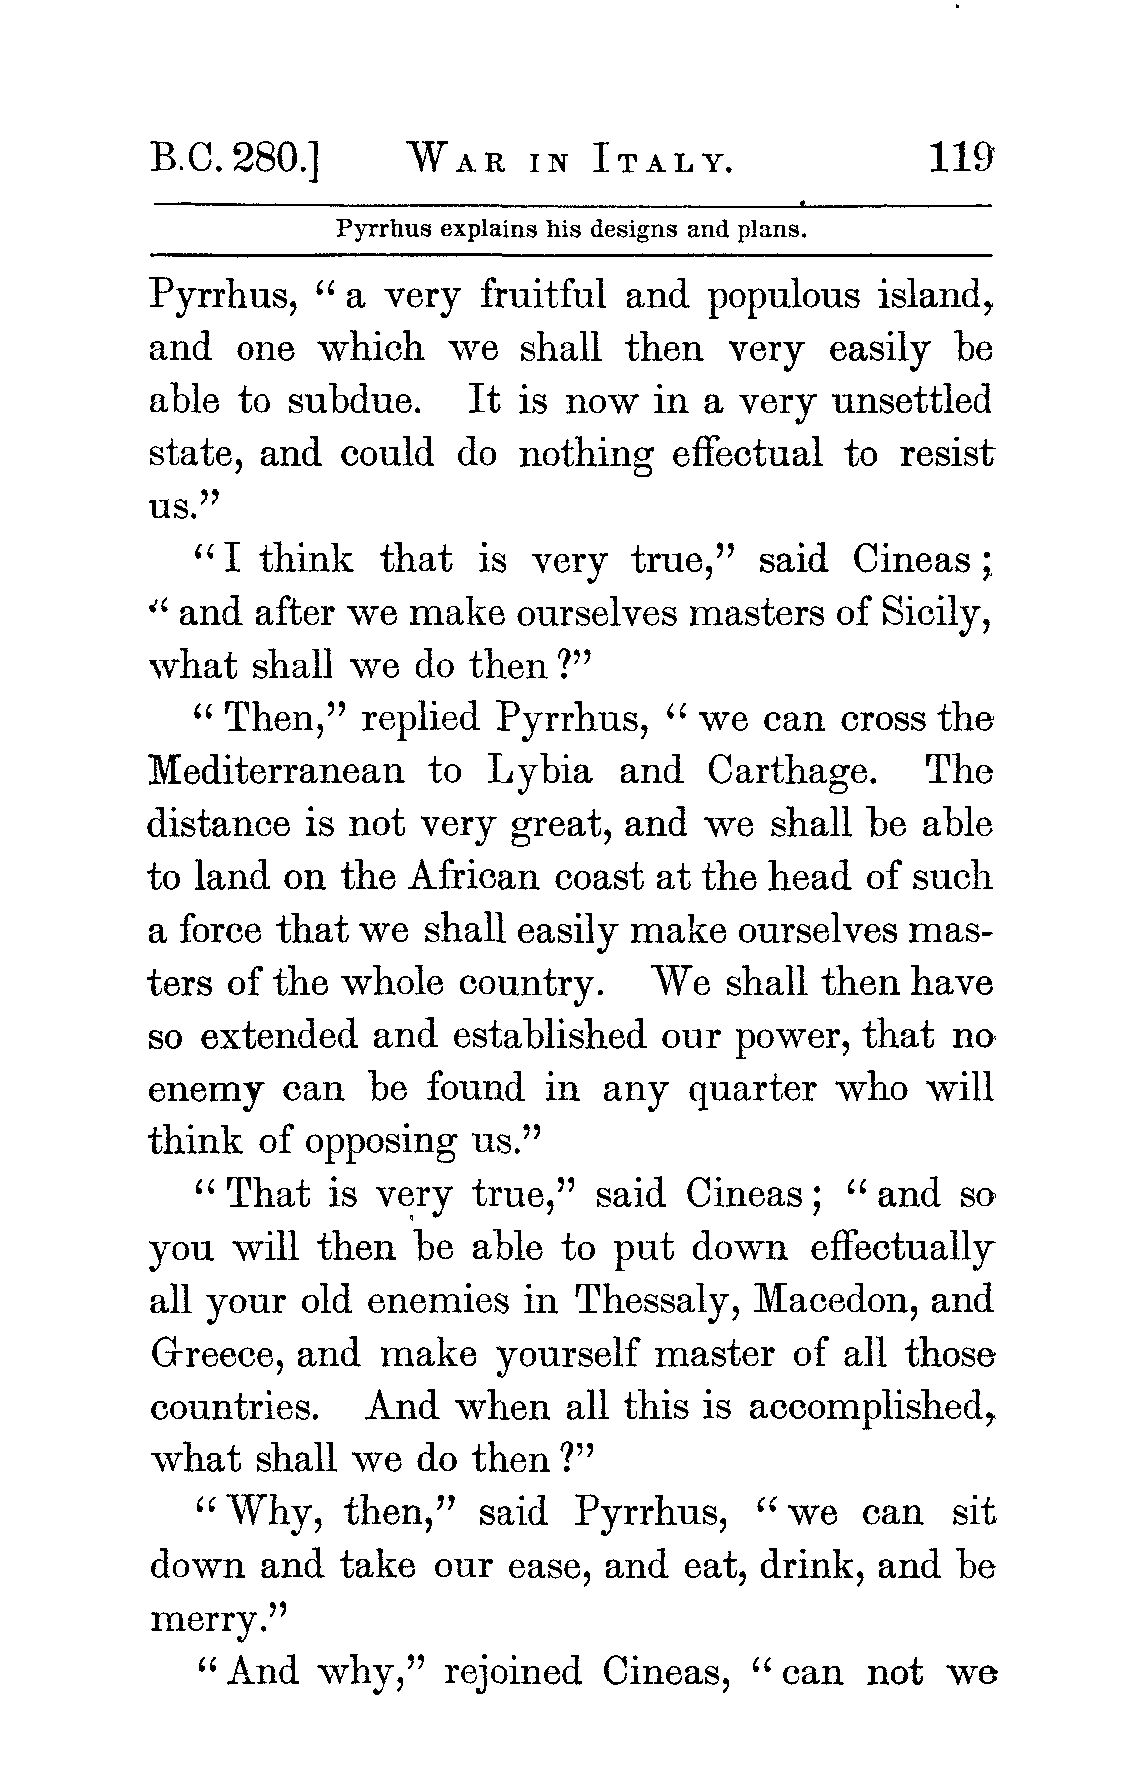 B.C. 280.] War in Italy. 119
Pyrrhus explains his designs and plans.
Pyrrhus, “a very fruitful and populous island,
and one which we shall then very easily be
able to subdue. It is now in a very unsettled
state, and could do nothing effectual to resist
us.”
“I think that is very true,” said Cineas;
“and after we make ourselves masters of Sicily,
what shall we do then?”
“Then,” replied Pyrrhus, “we can cross the
Mediterranean to Lybia and Carthage. The
distance is not very great, and we shall be able
to land on the African coast at the head of such
a force that we shall easily make ourselves mas-
ters of the whole country. We shall then have
so extended and established our power, that no
enemy can be found in any quarter who will
think of opposing us.”
“That is very true,” said Cineas; “and so
you will then be able to put down effectually
all your old enemies in Thessaly, Macedon, and
Greece, and make yourself master of all those
countries. And when all this is accomplished,
what shall we do then?”
“Why, then,” said Pyrrhus, “we can sit
down and take our ease, and eat, drink, and be
merry.”
“And why,” rejoined Cineas, “can not we